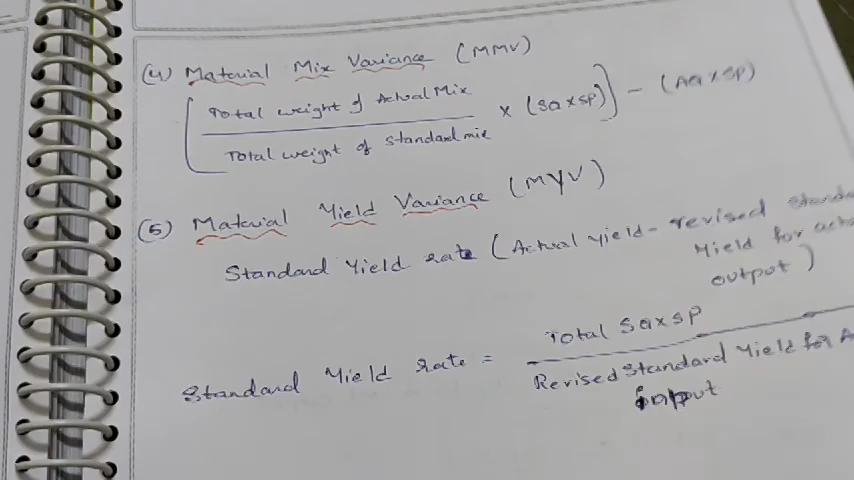 (4) Material Mix Variance (MMV)
[Total weight of Actual Mix
Total weight of standard mix × (SQ×SP)] - (AQ×SP)
(5) Material Yield Variance (MYV)
Standard Yield rate (Actual yield - revised
Yield for
output)
Standard Yield rate = Total SQ×SP
Revised Standard Yield for
input